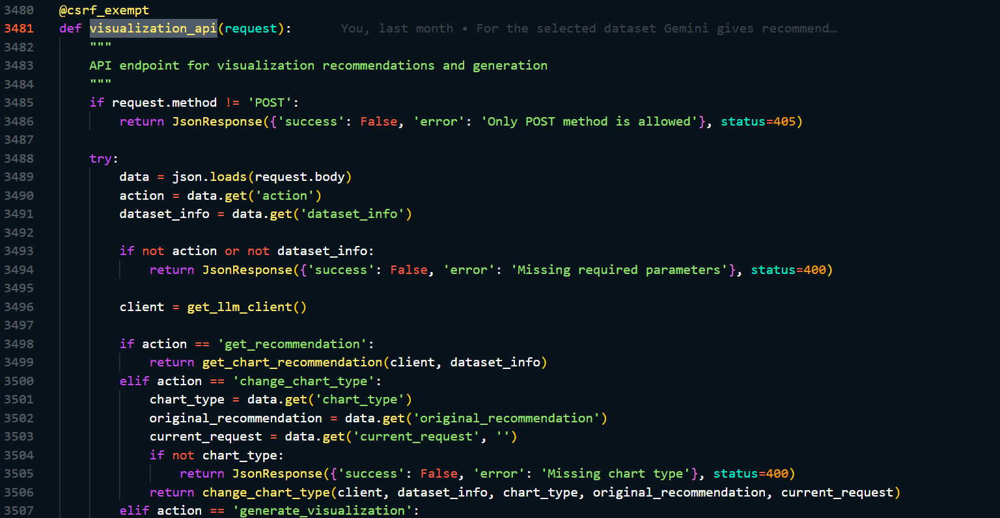 3480 @csrf_exempt
3481 def visualization_api(request): You, last month • For the selected dataset Gemini gives recommend…
3482 """
3483 API endpoint for visualization recommendations and generation
3484 """
3485 if request.method != 'POST':
3486 return JsonResponse({'success': False, 'error': 'Only POST method is allowed'}, status=405)
3487
3488 try:
3489 data = json.loads(request.body)
3490 action = data.get('action')
3491 dataset_info = data.get('dataset_info')
3492
3493 if not action or not dataset_info:
3494 return JsonResponse({'success': False, 'error': 'Missing required parameters'}, status=400)
3495
3496 client = get_llm_client()
3497
3498 if action == 'get_recommendation':
3499 return get_chart_recommendation(client, dataset_info)
3500 elif action == 'change_chart_type':
3501 chart_type = data.get('chart_type')
3502 original_recommendation = data.get('original_recommendation')
3503 current_request = data.get('current_request', '')
3504 if not chart_type:
3505 return JsonResponse({'success': False, 'error': 'Missing chart type'}, status=400)
3506 return change_chart_type(client, dataset_info, chart_type, original_recommendation, current_request)
3507 elif action == 'generate_visualization':